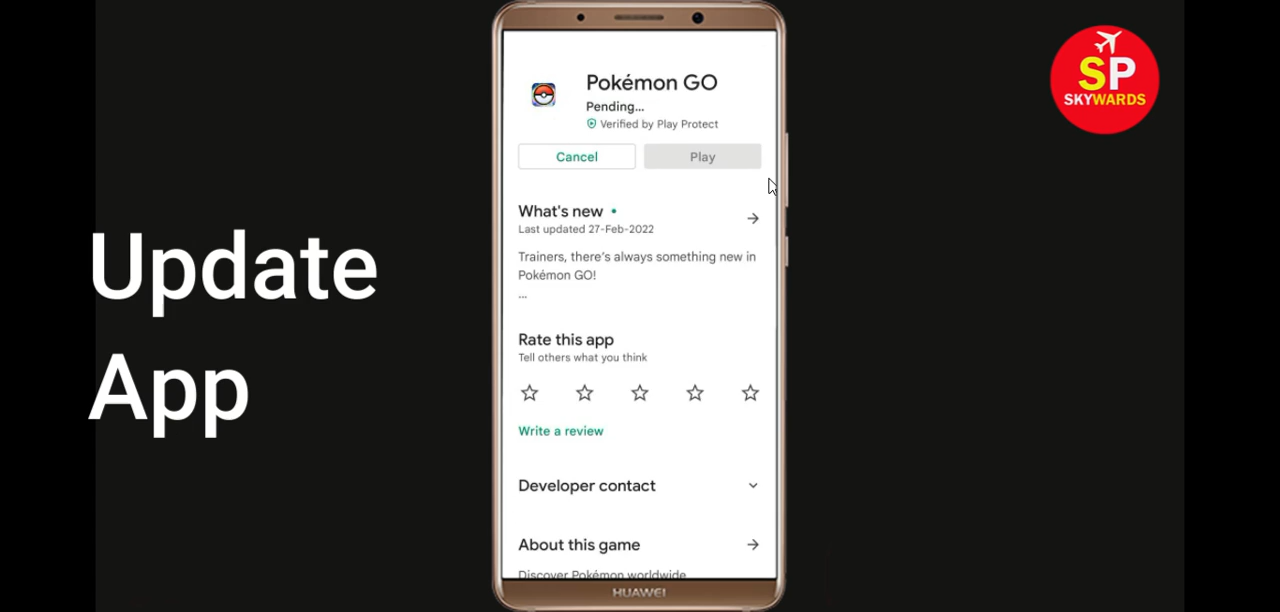 Update
App
Pokémon GO
Pending...
Verified by Play Protect
Cancel
Play
What's new •
Last updated 27-Feb-2022
Trainers, there's always something new in
Pokémon GO!
...
Rate this app
Tell others what you think
Write a review
Developer contact
About this game
Discover Pokémon worldwide
HUAWEI
SP
SKYWARDS